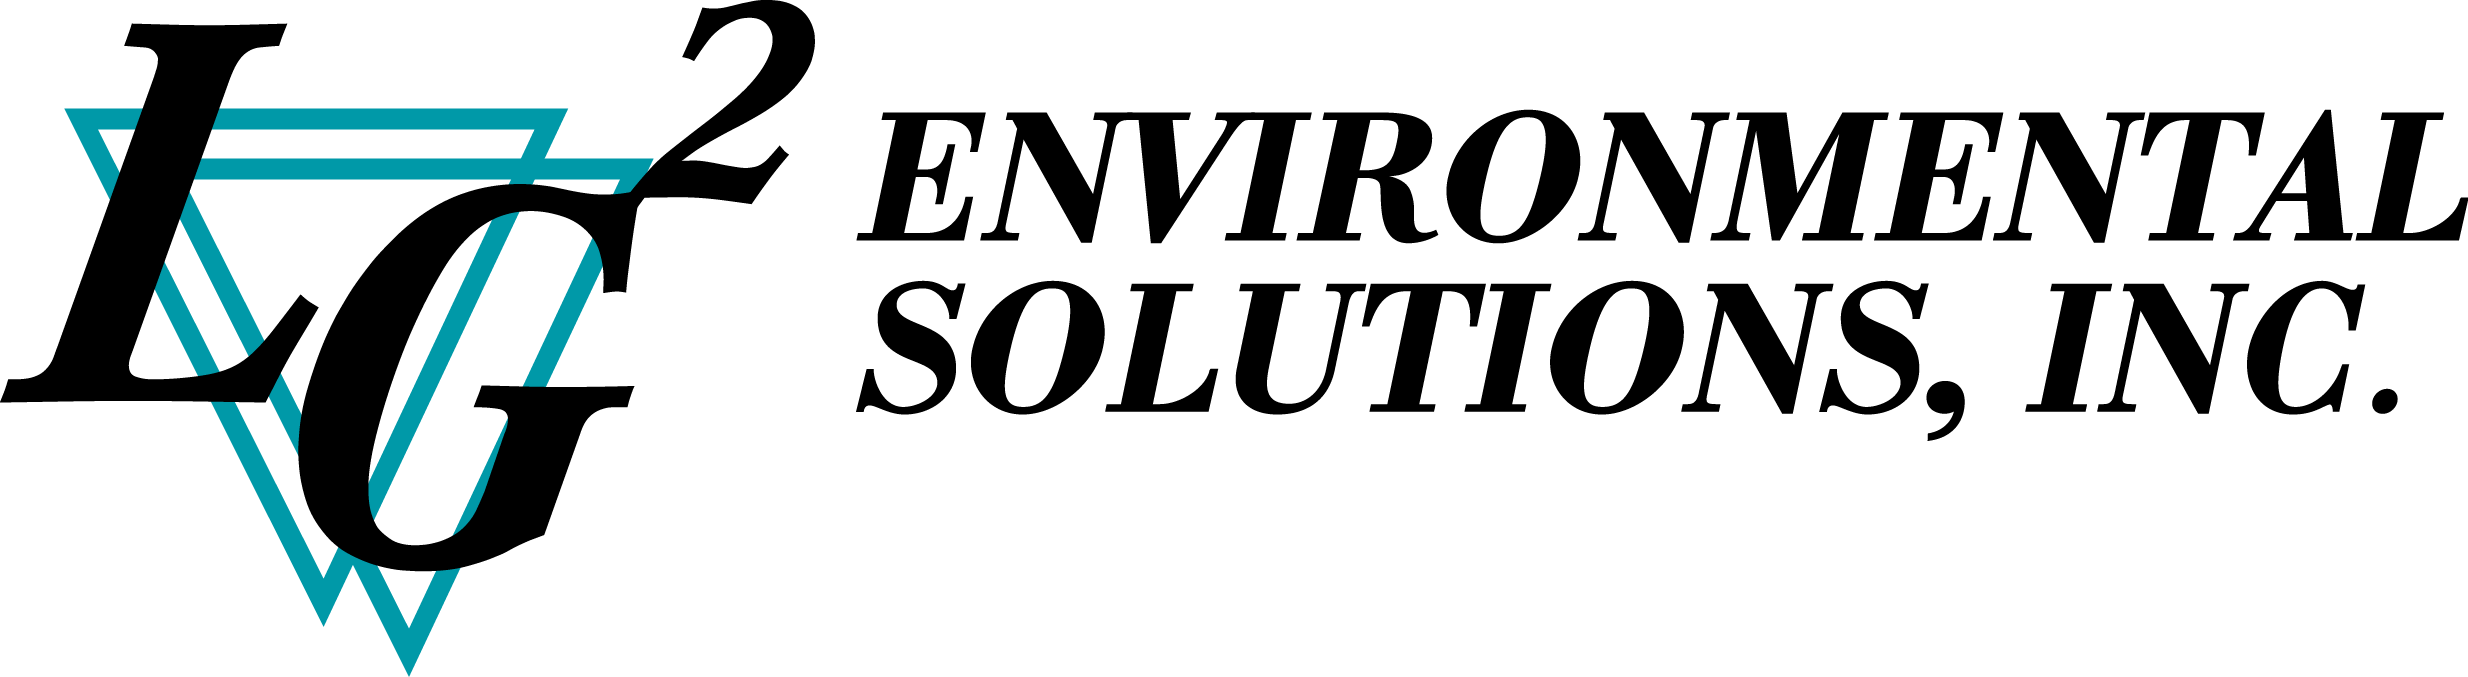 LG²
ENVIRONMENTAL
SOLUTIONS, INC.